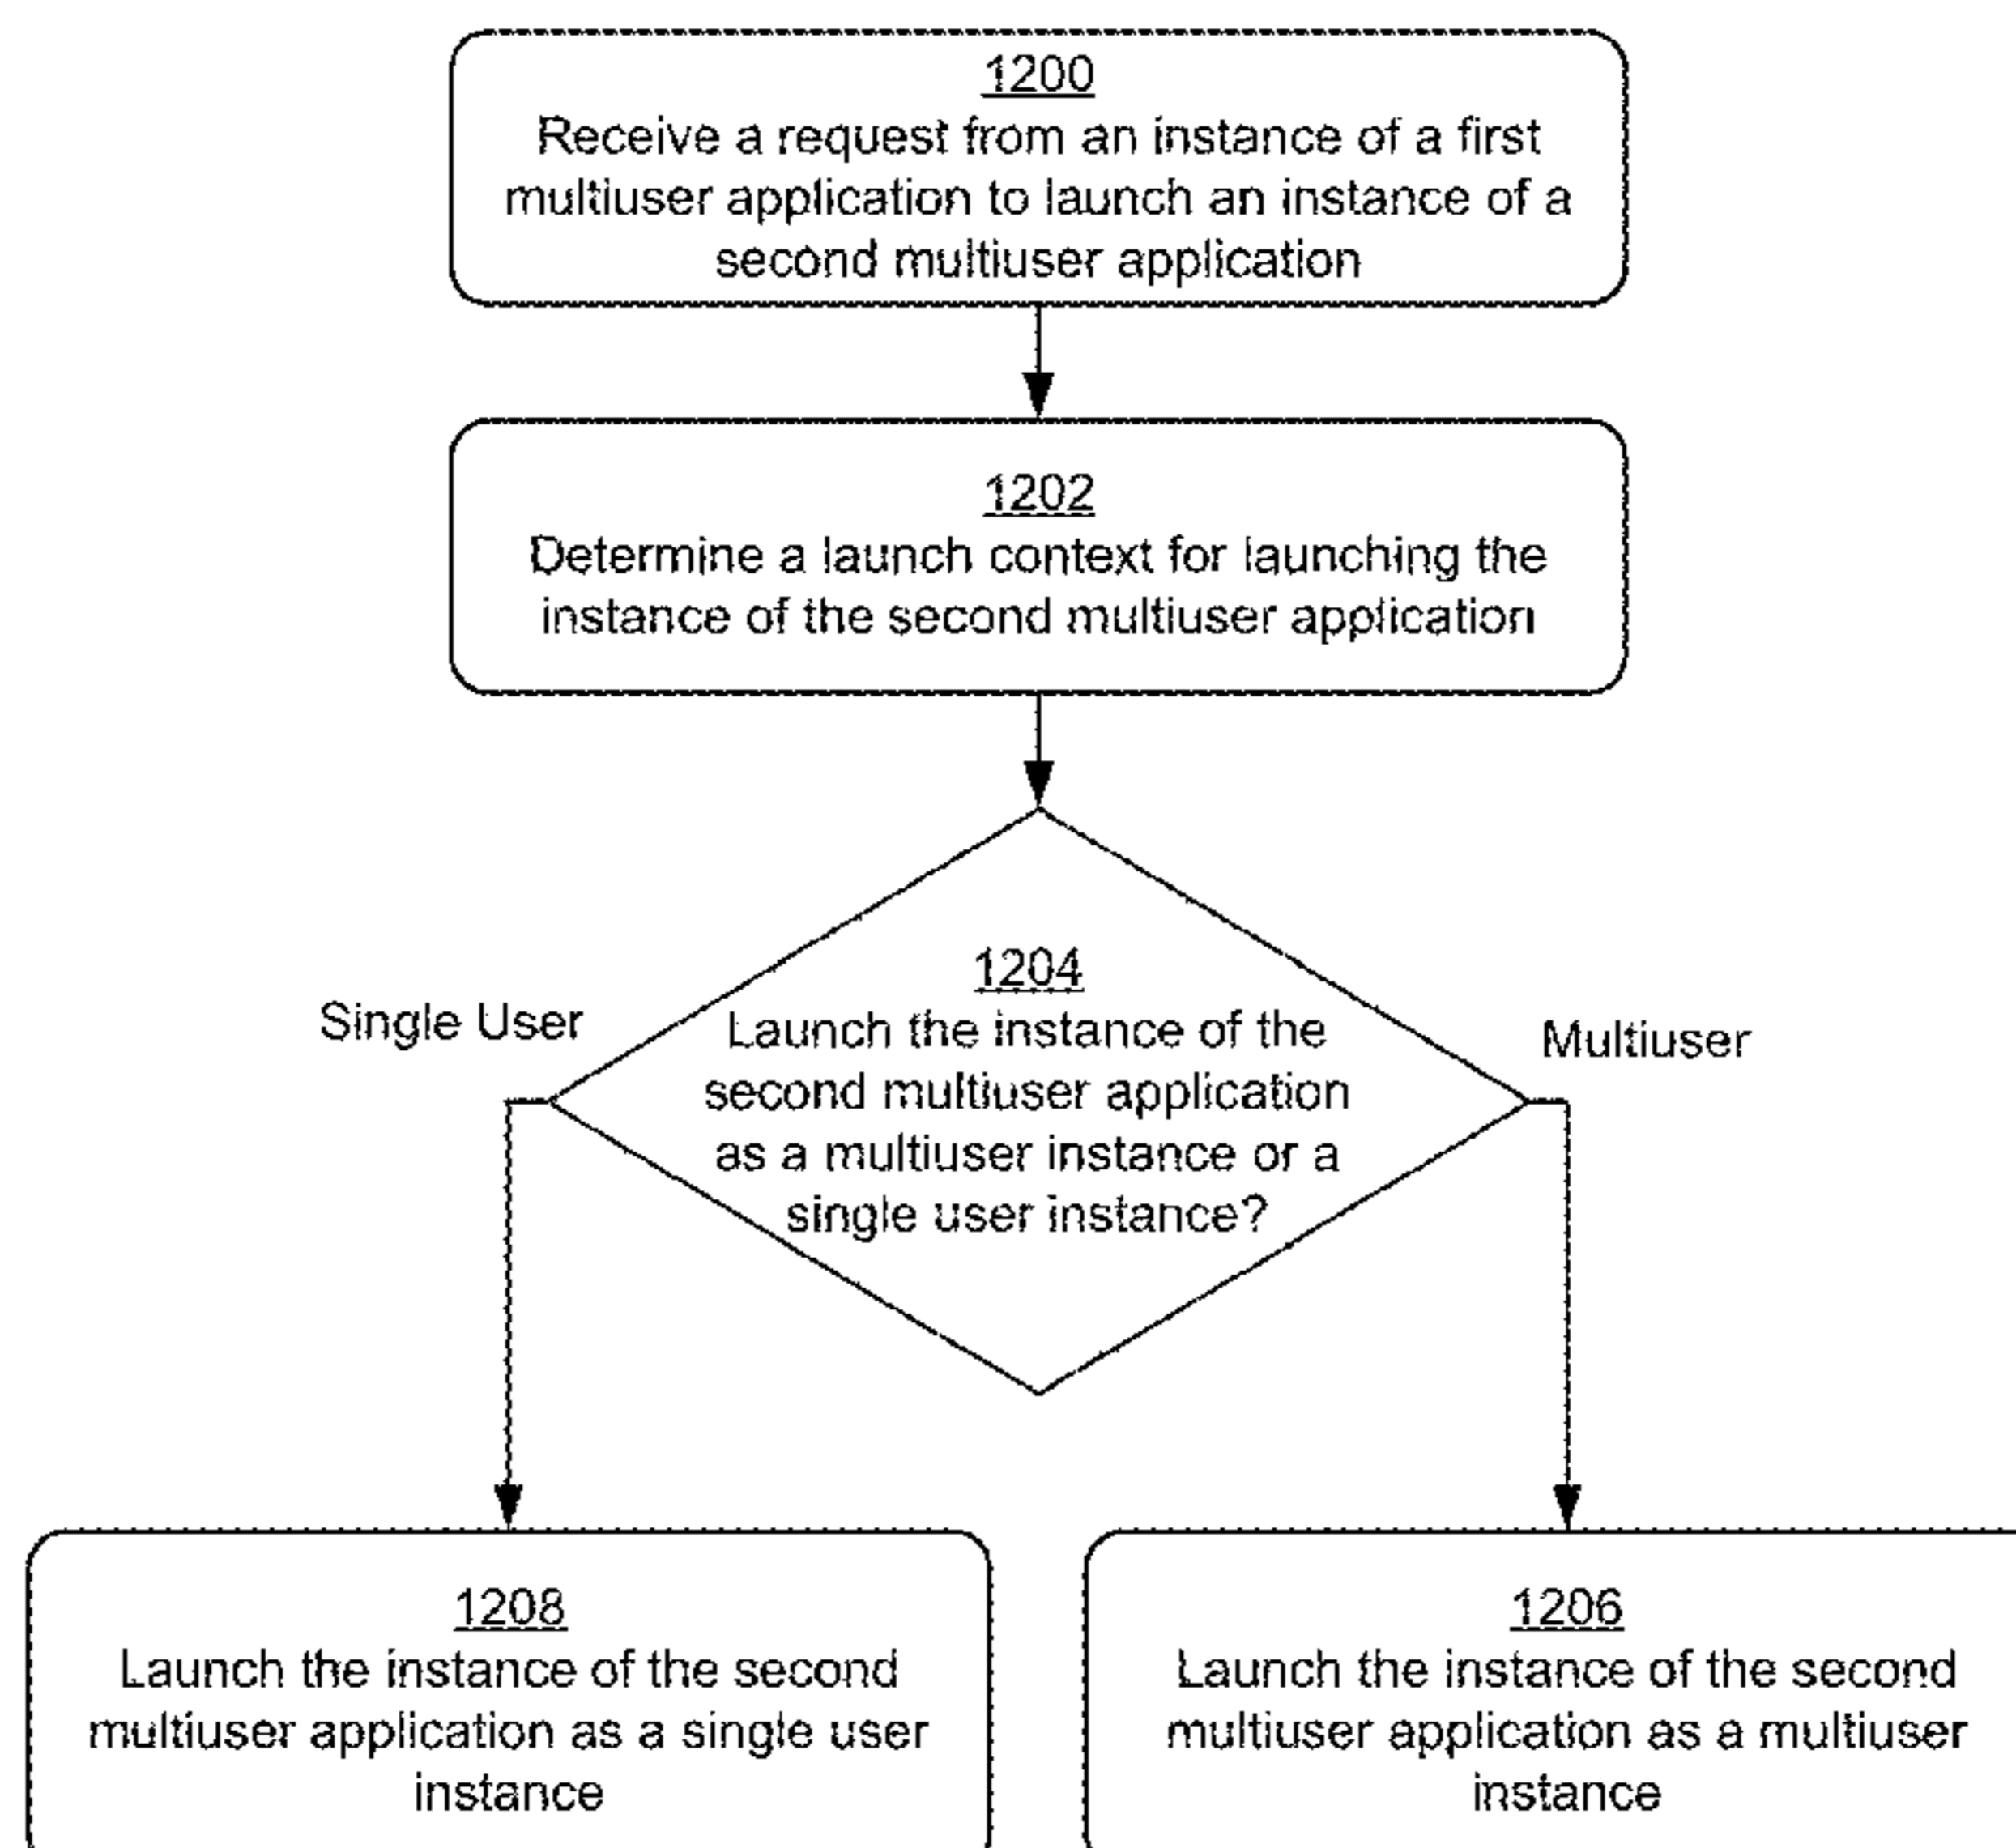 1200
Receive a request from an instance of a first
multiuser application to launch an instance of a
second multiuser application
1202
Determine a launch context for launching the
instance of the second multiuser application
1204
Launch the instance of the
second multiuser application
as a multiuser instance or a
single user instance?
Single User
Multiuser
1208
Launch the instance of the second
multiuser application as a single user
instance
1206
Launch the instance of the second
multiuser application as a multiuser
instance